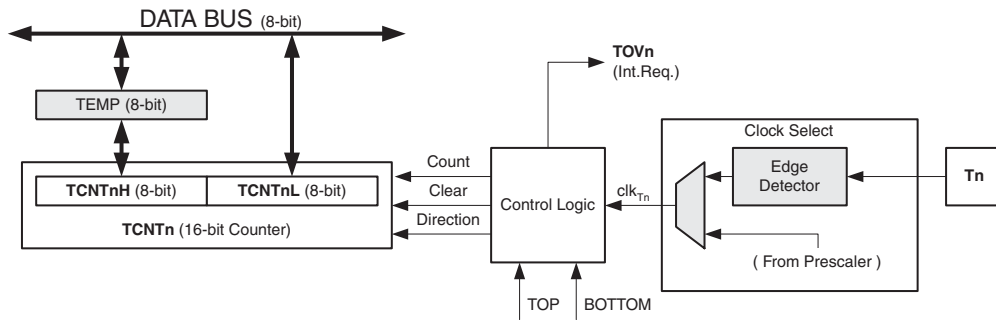 DATA BUS (8-bit)
TOVn
(Int.Req.)
TEMP (8-bit)
Clock Select
Count
Edge
Detector
Tn
TCNTnH (8-bit) TCNTnL (8-bit)
Clear
Control Logic
clkTn
TCNTn (16-bit Counter)
Direction
( From Prescaler )
TOP
BOTTOM